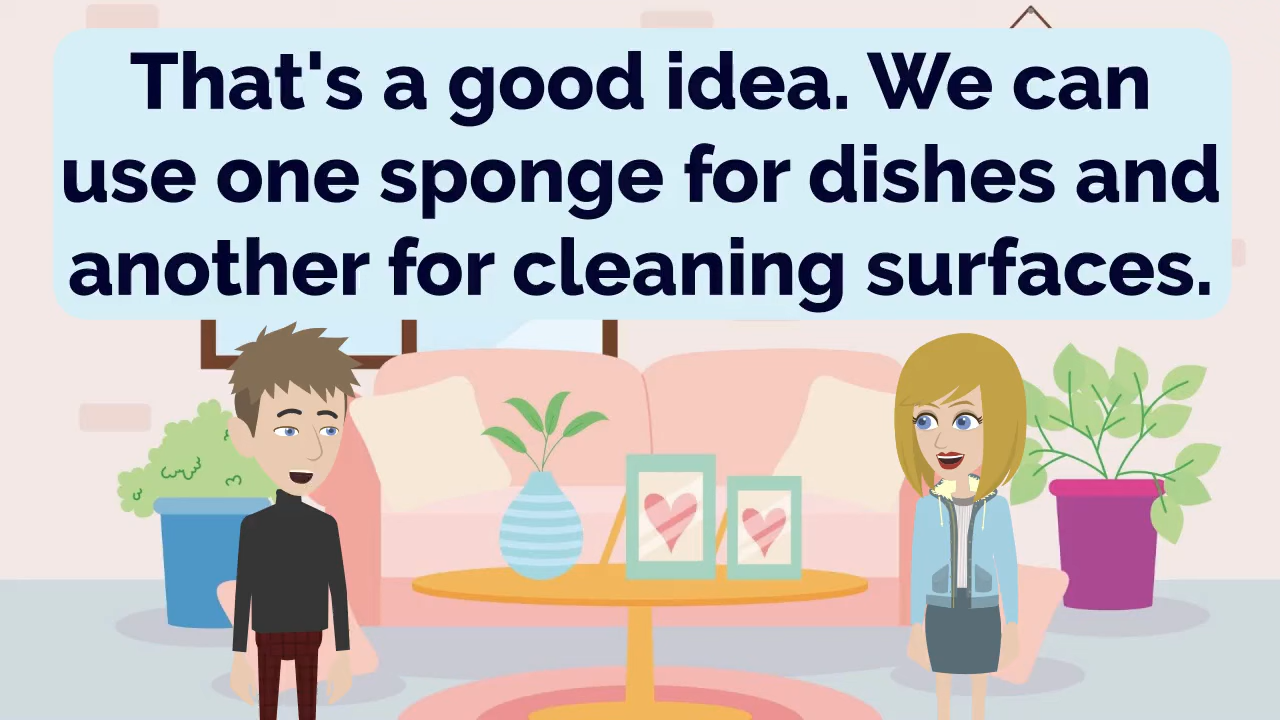 That's a good idea. We can
use one sponge for dishes and
another for cleaning surfaces.